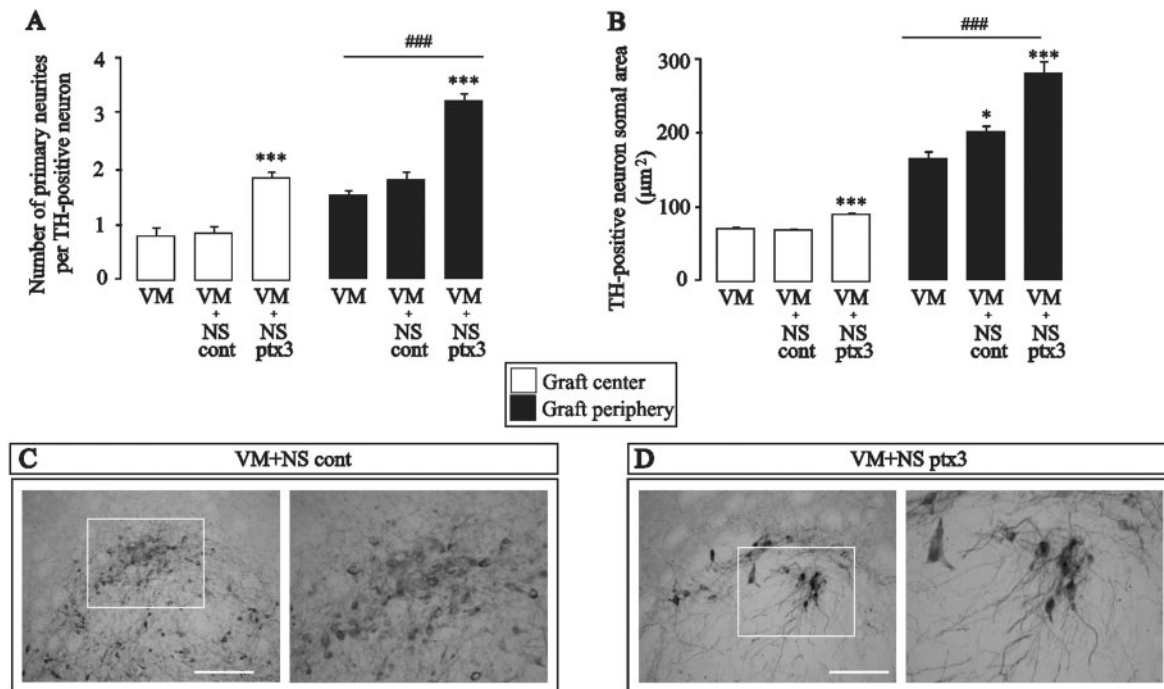 A
###
4
3
2
1
0
Number of primary neurites
per TH-positive neuron
***
***
VM
VM
+
NS
cont
VM
+
NS
ptx3
VM
VM
+
NS
cont
VM
+
NS
ptx3
B
###
300
200
100
0
TH-positive neuron somal area
(µm²)
***
*
***
VM
VM
+
NS
cont
VM
+
NS
ptx3
VM
VM
+
NS
cont
VM
+
NS
ptx3
Graft center
Graft periphery
C
VM+NS cont
D
VM+NS ptx3